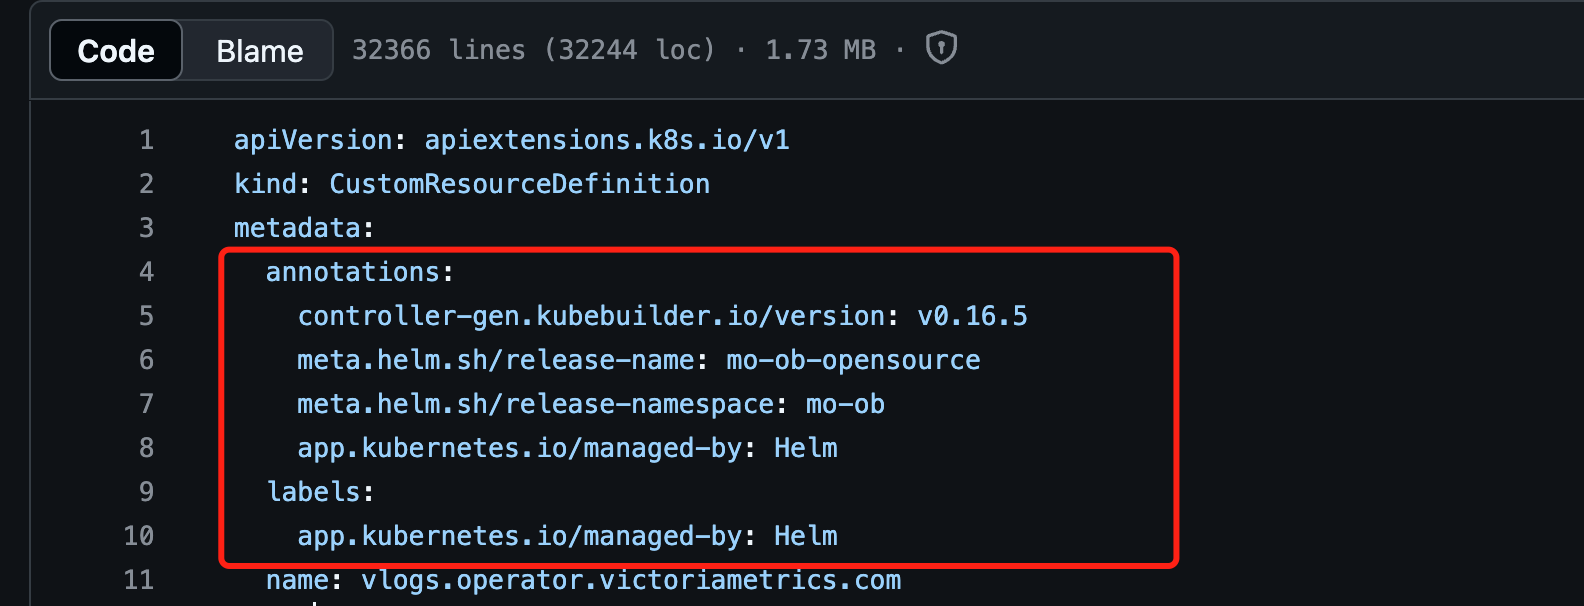 Code Blame 32366 lines (32244 loc) · 1.73 MB ·
1 apiVersion: apiextensions.k8s.io/v1
2 kind: CustomResourceDefinition
3 metadata:
4 annotations:
5 controller-gen.kubebuilder.io/version: v0.16.5
6 meta.helm.sh/release-name: mo-ob-opensource
7 meta.helm.sh/release-namespace: mo-ob
8 app.kubernetes.io/managed-by: Helm
9 labels:
10 app.kubernetes.io/managed-by: Helm
11 name: vlogs.operator.victoriametrics.com